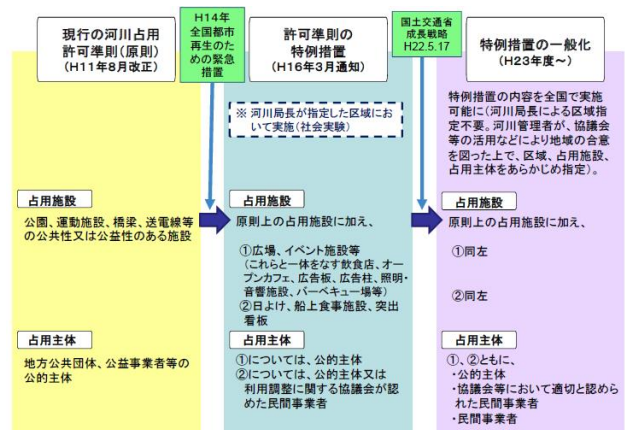 現行の河川占用
許可準則(原則)
(H11年8月改正)
占用施設
公園、運動施設、橋梁、送電線等
の公共性又は公益性のある施設
占用主体
地方公共団体、公益事業者等の
公的主体
H14年
全国都市
再生のた
めの緊急
措置
許可準則の
特例措置
(H16年3月通知)
※ 河川局長が指定した区域にお
いて実施(社会実験)
占用施設
原則上の占用施設に加え、
①広場、イベント施設等
(これらと一体をなす飲食店、オー
プンカフェ、広告板、広告柱、照明・
音響施設、バーベキュー場等)
②日よけ、船上食事施設、突出
看板
占用主体
①については、公的主体
②については、公的主体又は
利用調整に関する協議会が認
めた民間事業者
国土交通省
成長戦略
H22.5.17
特例措置の一般化
(H23年度～)
特例措置の内容を全国で実施
可能に(河川局長による区域指
定不要。河川管理者が、協議会
等の活用などにより地域の合意
を図った上で、区域、占用施設、
占用主体をあらかじめ指定)。
占用施設
原則上の占用施設に加え、
①同左
②同左
占用主体
①、②ともに、
・公的主体
・協議会等において適切と認めら
れた民間事業者
・民間事業者